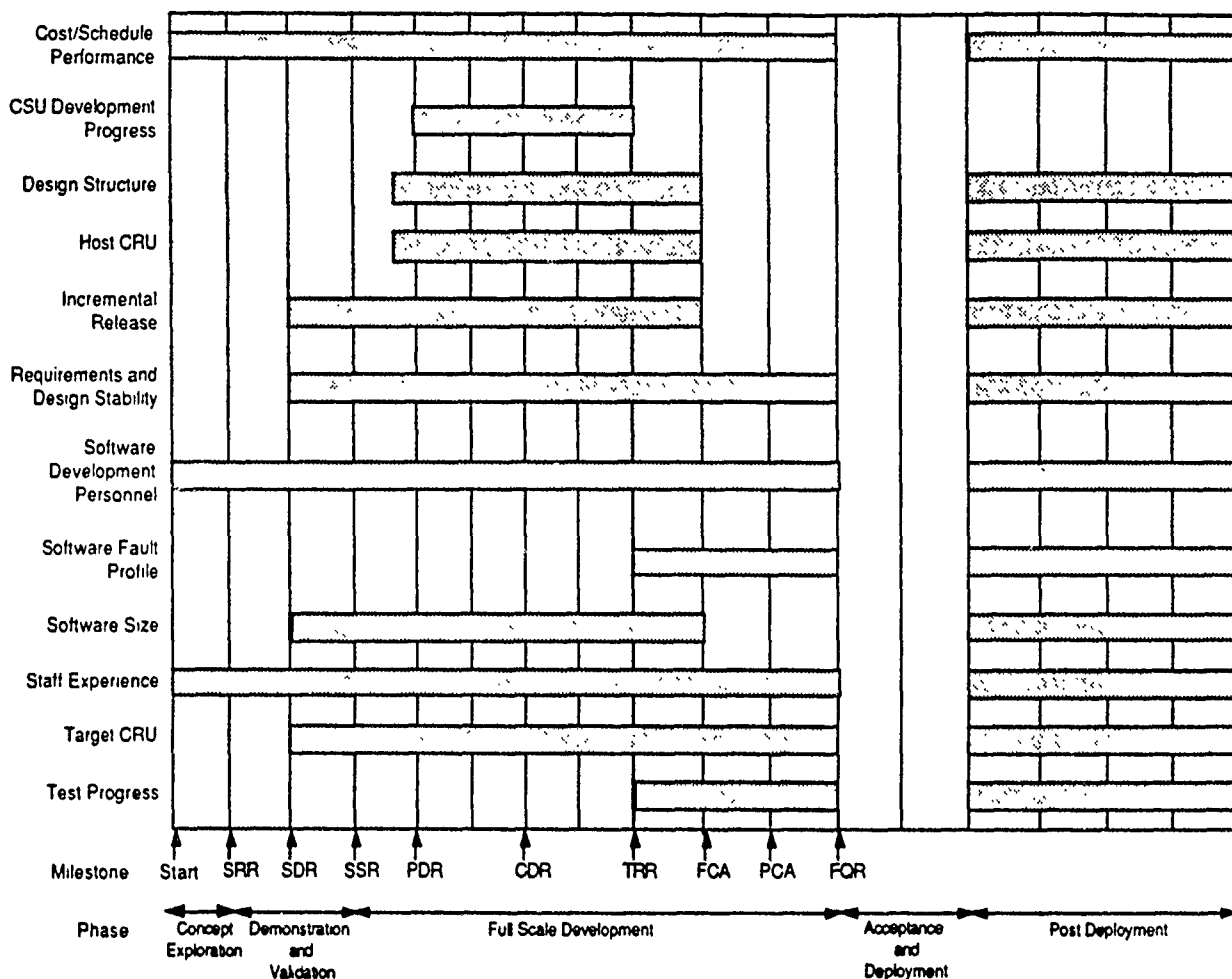 Cost/Schedule
Performance
CSU Development
Progress
Design Structure
Host CRU
Incremental
Release
Requirements and
Design Stability
Software
Development
Personnel
Software Fault
Profile
Software Size
Staff Experience
Target CRU
Test Progress
Milestone Start SRR SDR SSR PDR CDR TRR FCA PCA FQR
Phase Concept Demonstration Full Scale Development Acceptance Post Deployment
Exploration and and
Validation Deployment